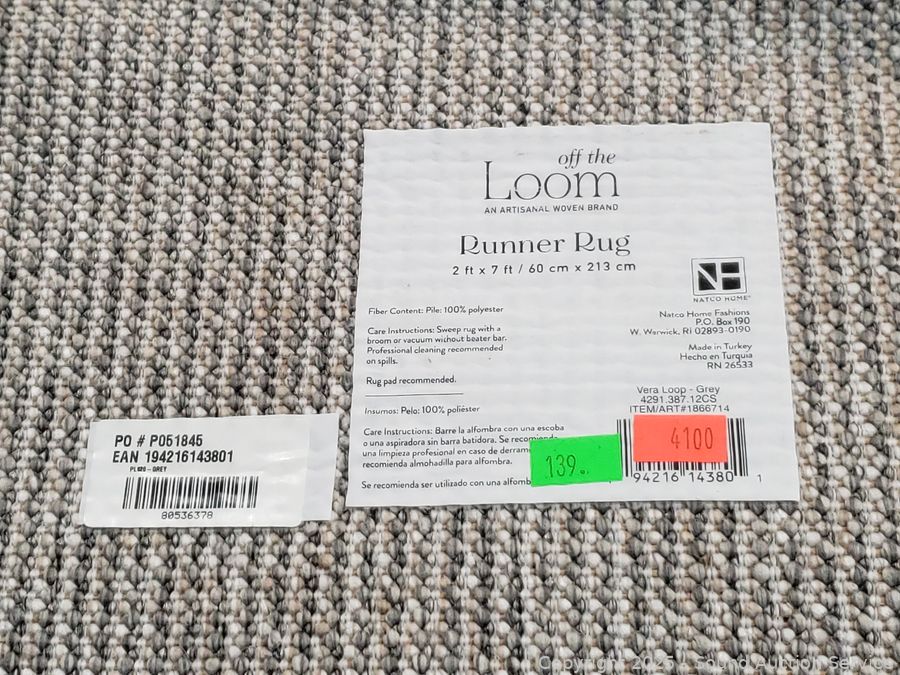 off the
Loom
AN ARTISANAL WOVEN BRAND
Runner Rug
2 ft x 7 ft / 60 cm x 213 cm
NATCO HOME
Fiber Content: Pile: 100% polyester
Care Instructions: Sweep rug with a
broom or vacuum without beater bar.
Professional cleaning recommended
on spills.
Rug pad recommended.
Natco Home Fashions
P.O. Box 190
W. Warwick, RI 02893-0190
Made in Turkey
Hecho en Turquia
RN 26533
Insumos: Pelo: 100% poliéster
Care Instructions: Barre la alfombra con una escoba
o una aspiradora sin barra batidora. Se
una limpieza profesional en caso de
recomienda almohadilla para alfombra.
Se recomienda ser utilizado con una
Vera Loop - Grey
4291.387.12CS
ITEM/ART#1866714
4100
139.
94216 14380 1
PO # P051845
EAN 194216143801
80536378
Copyright 2025 - Sound Auction Service